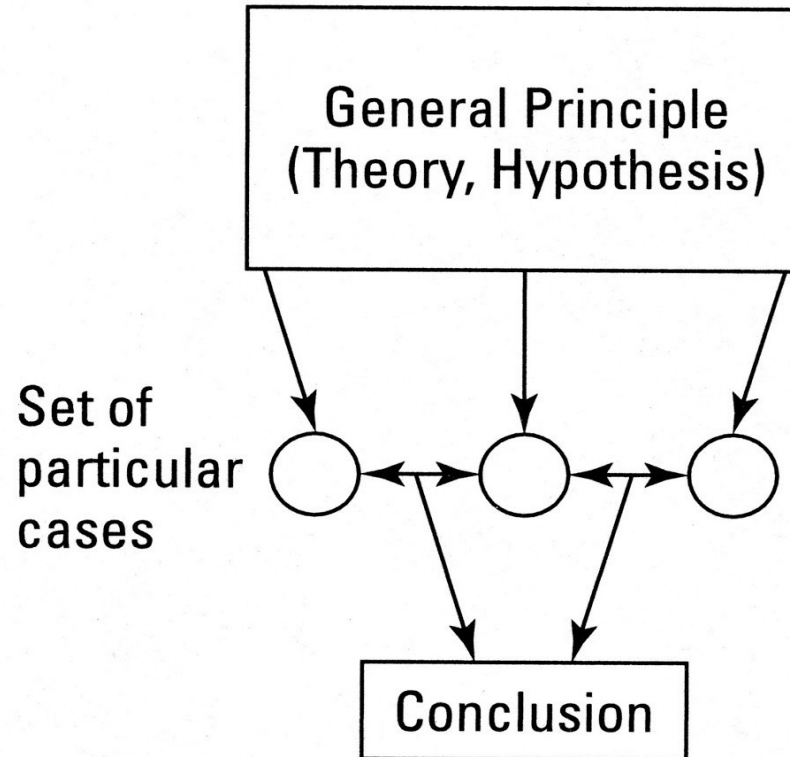 General Principle
(Theory, Hypothesis)
Set of
particular
cases
Conclusion